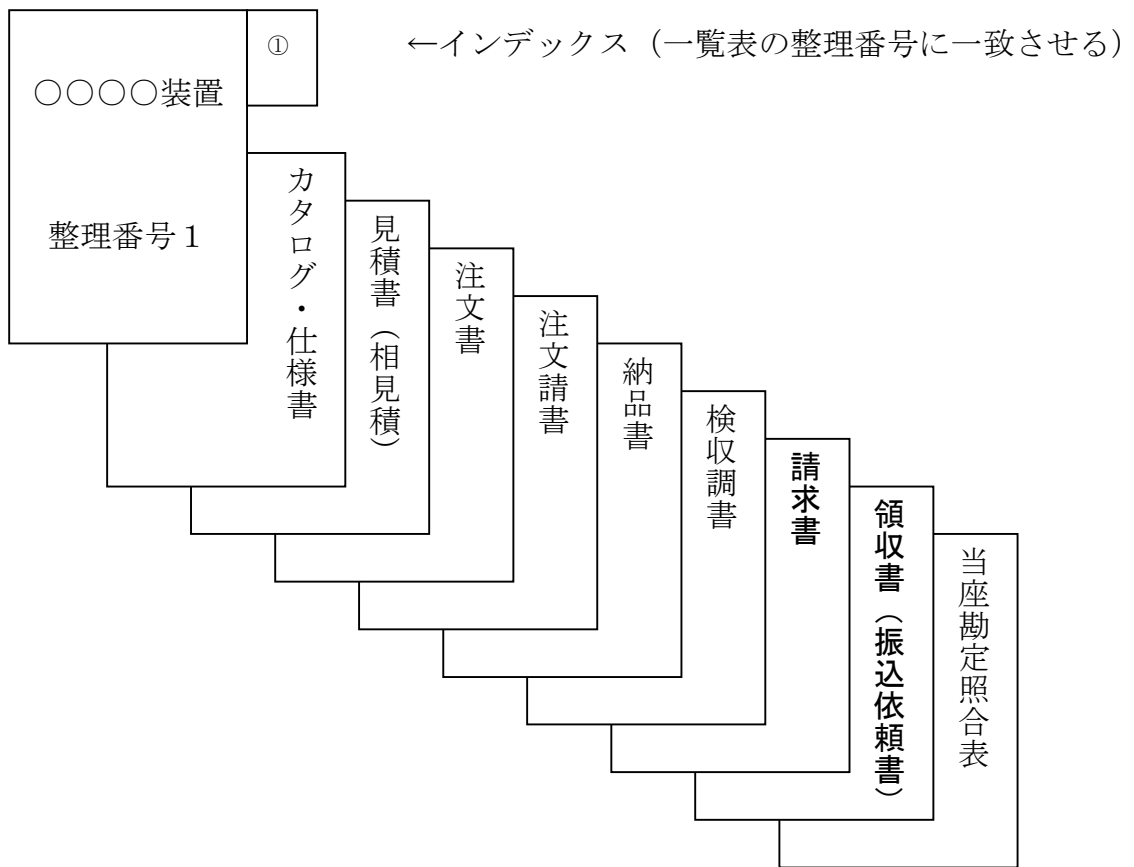 ①
←インデックス（一覧表の整理番号に一致させる）
○○○○装置
整理番号１
カタログ・仕様書
見積書（相見積）
注文書
注文請書
納品書
検収調書
請求書
領収書（振込依頼書）
当座勘定照合表